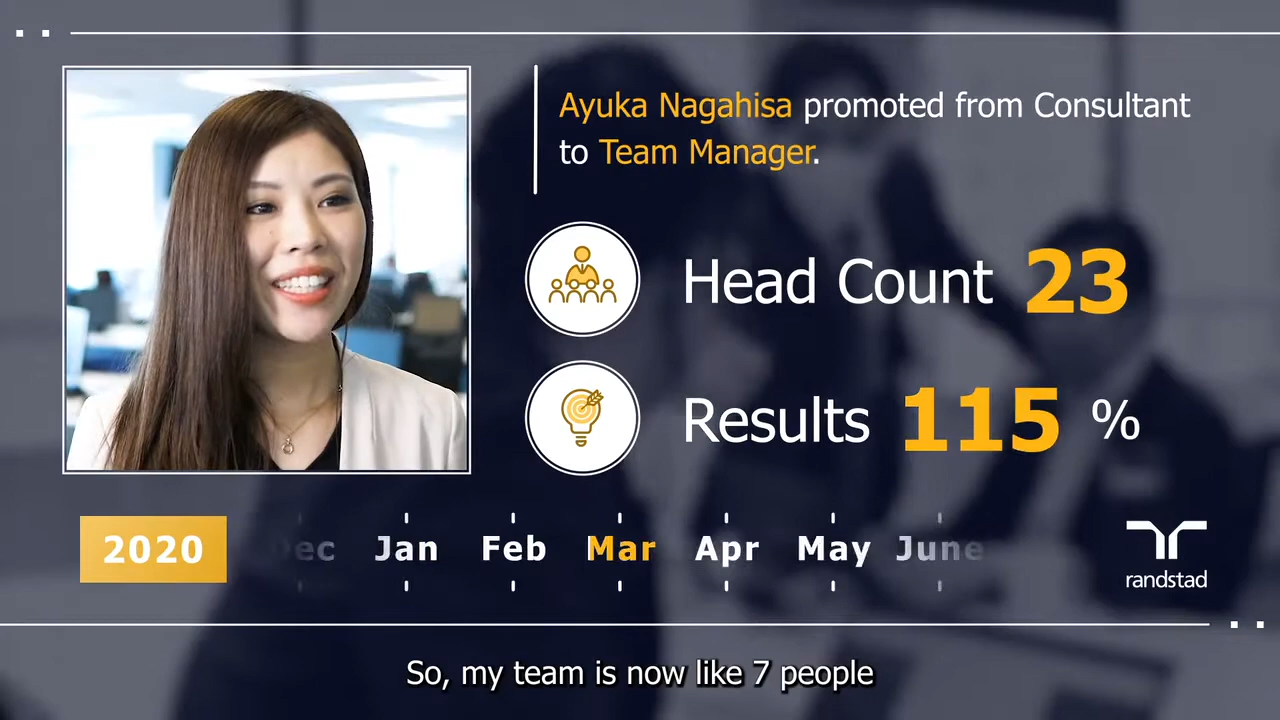 Ayuka Nagahisa promoted from Consultant
to Team Manager.
Head Count 23
Results 115 %
2020 Dec Jan Feb Mar Apr May June
randstad
So, my team is now like 7 people